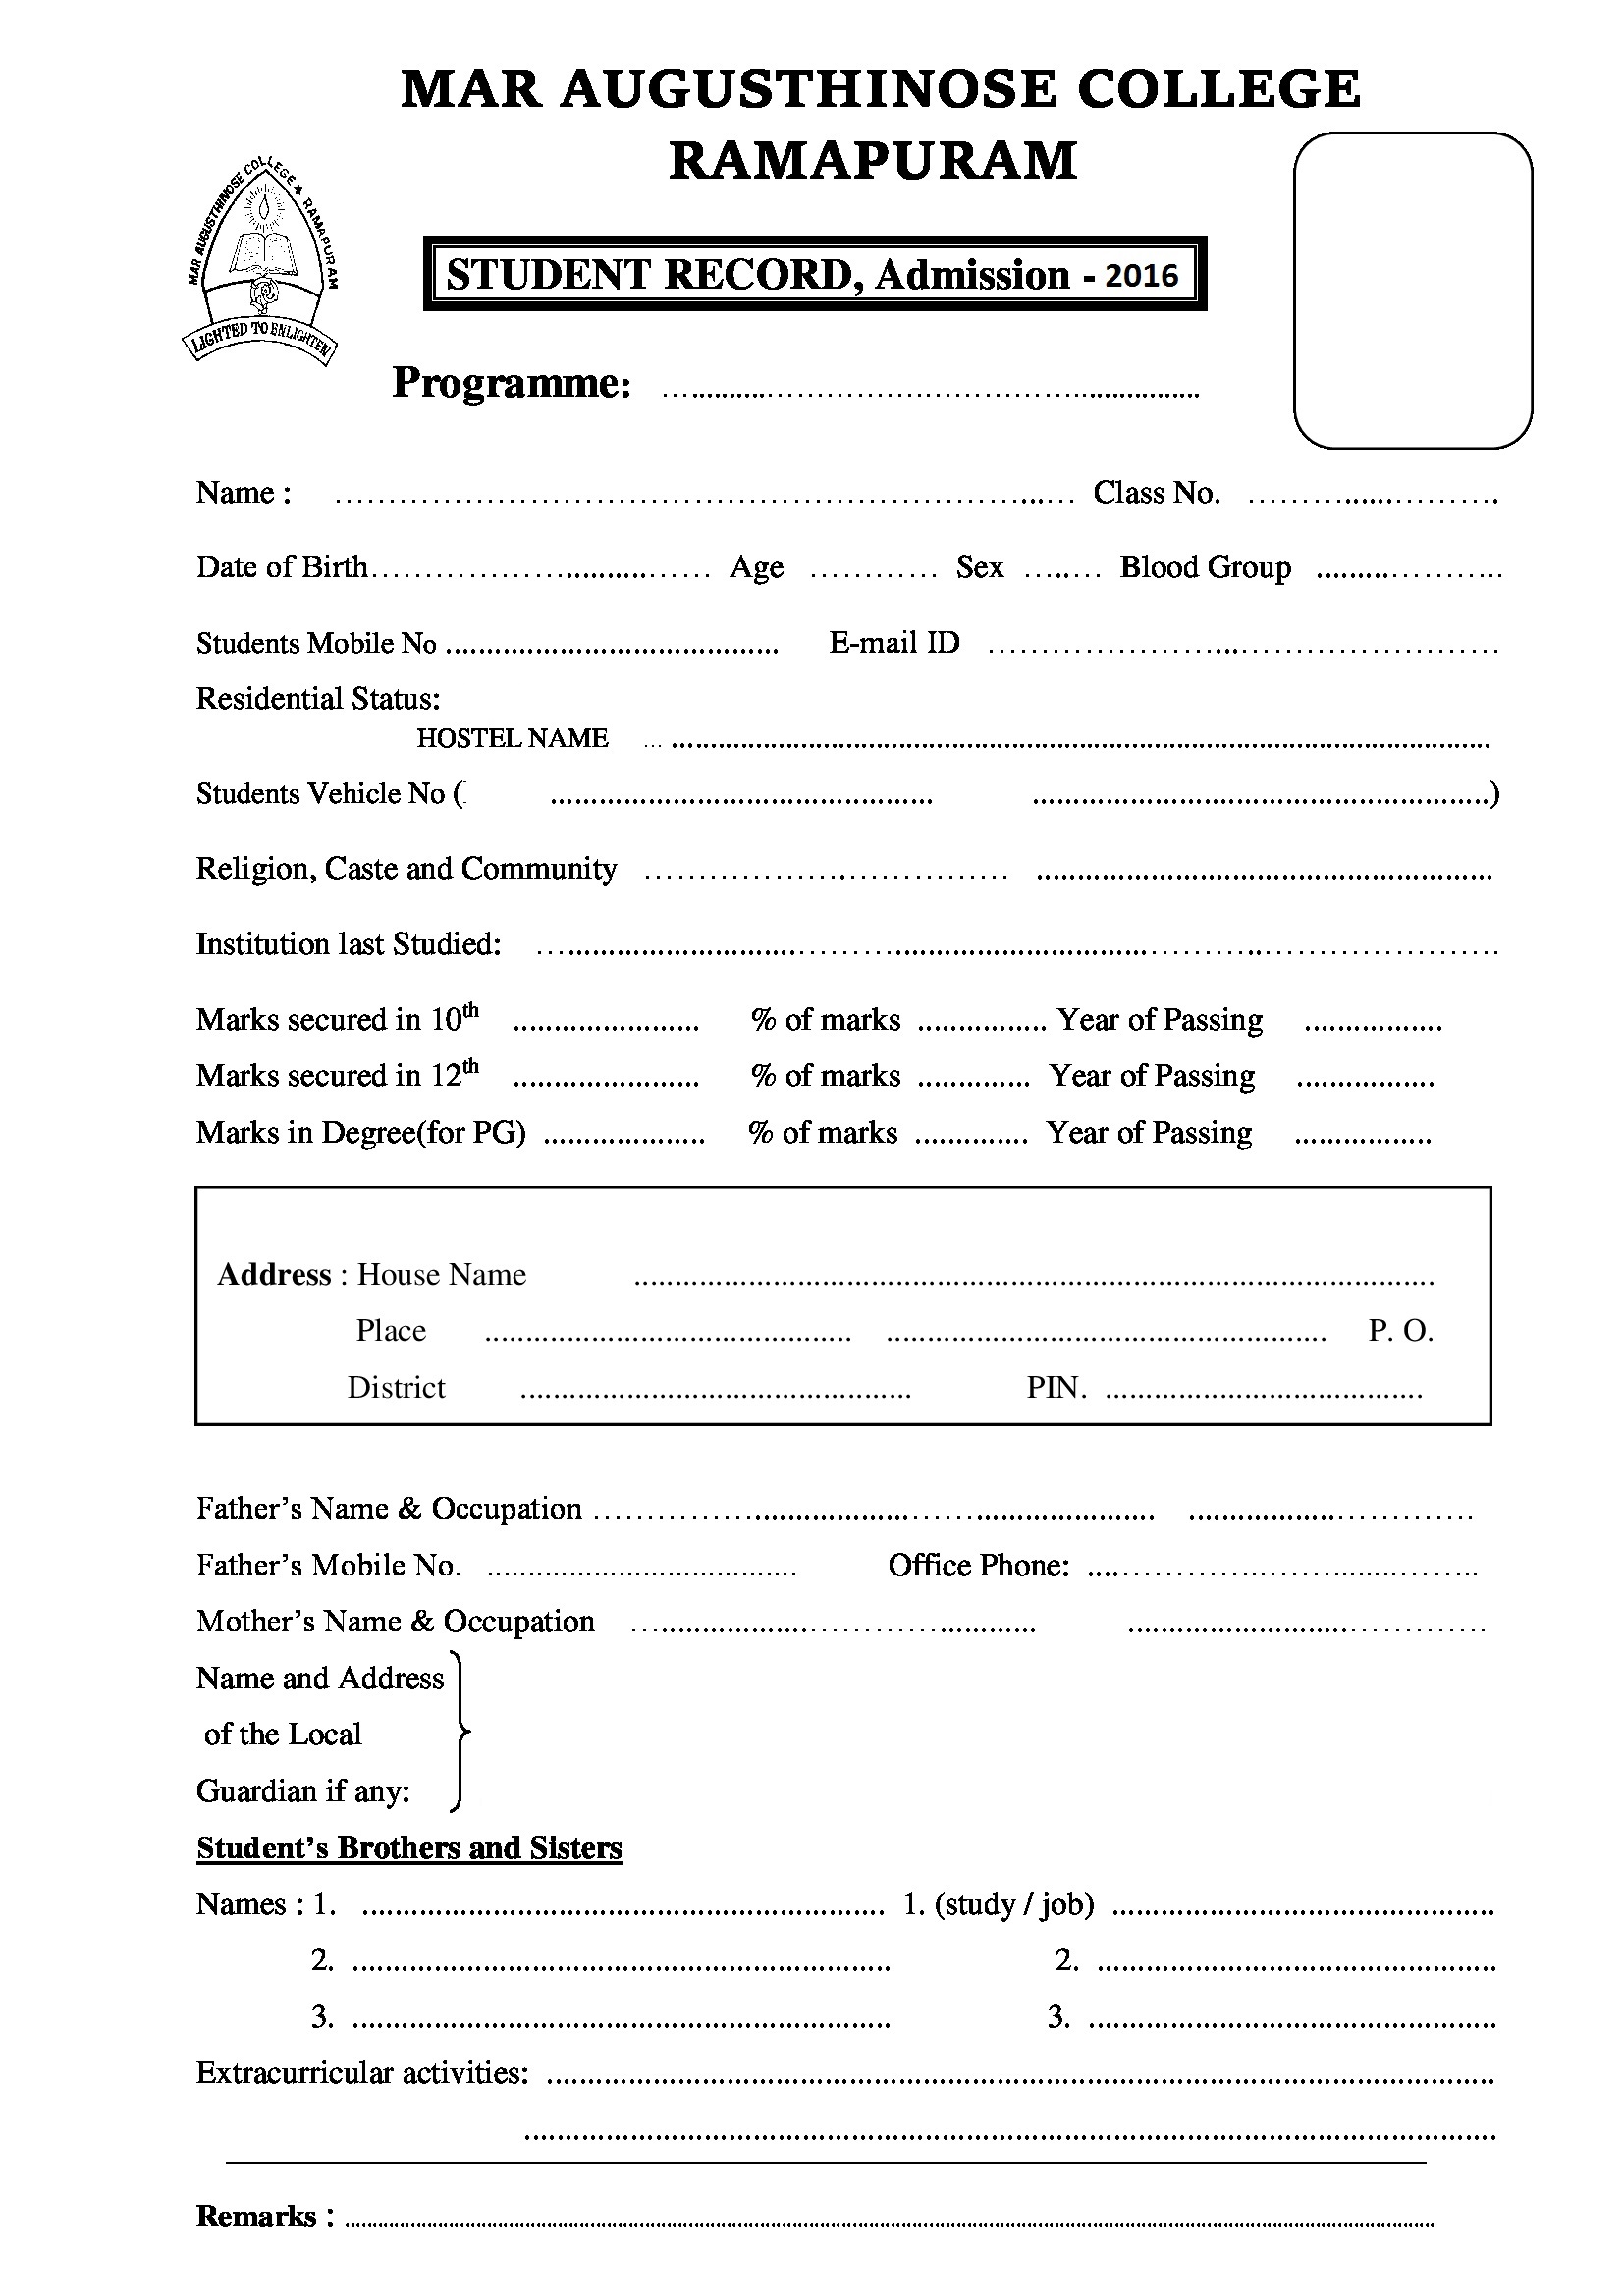 MAR AUGUSTHINOSE COLLEGE
RAMAPURAM
MAR AUGUSTHINOSE COLLEGE ★ RAMAPURAM
LIGHTED TO ENLIGHTEN
STUDENT RECORD, Admission - 2016
Programme: ........................................................
Name : ................................................................ Class No. ........................
Date of Birth.................................... Age ............ Sex ........ Blood Group ....................
Students Mobile No ......................................... E-mail ID ................................................
Residential Status:
HOSTEL NAME ... ....................................................................................................
Students Vehicle No ( ............................................... ........................................................)
Religion, Caste and Community .................................... ........................................................
Institution last Studied: ....................................................................................................
Marks secured in 10th ....................... % of marks ................ Year of Passing .................
Marks secured in 12th ....................... % of marks .............. Year of Passing .................
Marks in Degree(for PG) .................... % of marks .............. Year of Passing .................
Address : House Name ..................................................................................................
Place ............................................. ...................................................... P. O.
District ................................................ PIN. .......................................
Father's Name & Occupation ............................................................ ..............................
Father's Mobile No. ...................................... Office Phone: .............................................
Mother's Name & Occupation .................................................. ............................................
Name and Address
of the Local
Guardian if any:
Student's Brothers and Sisters
Names : 1. ................................................................ 1. (study / job) ...............................................
2. .................................................................. 2. .................................................
3. .................................................................. 3. ..................................................
Extracurricular activities: ....................................................................................................................
.......................................................................................................................
Remarks : ....................................................................................................................